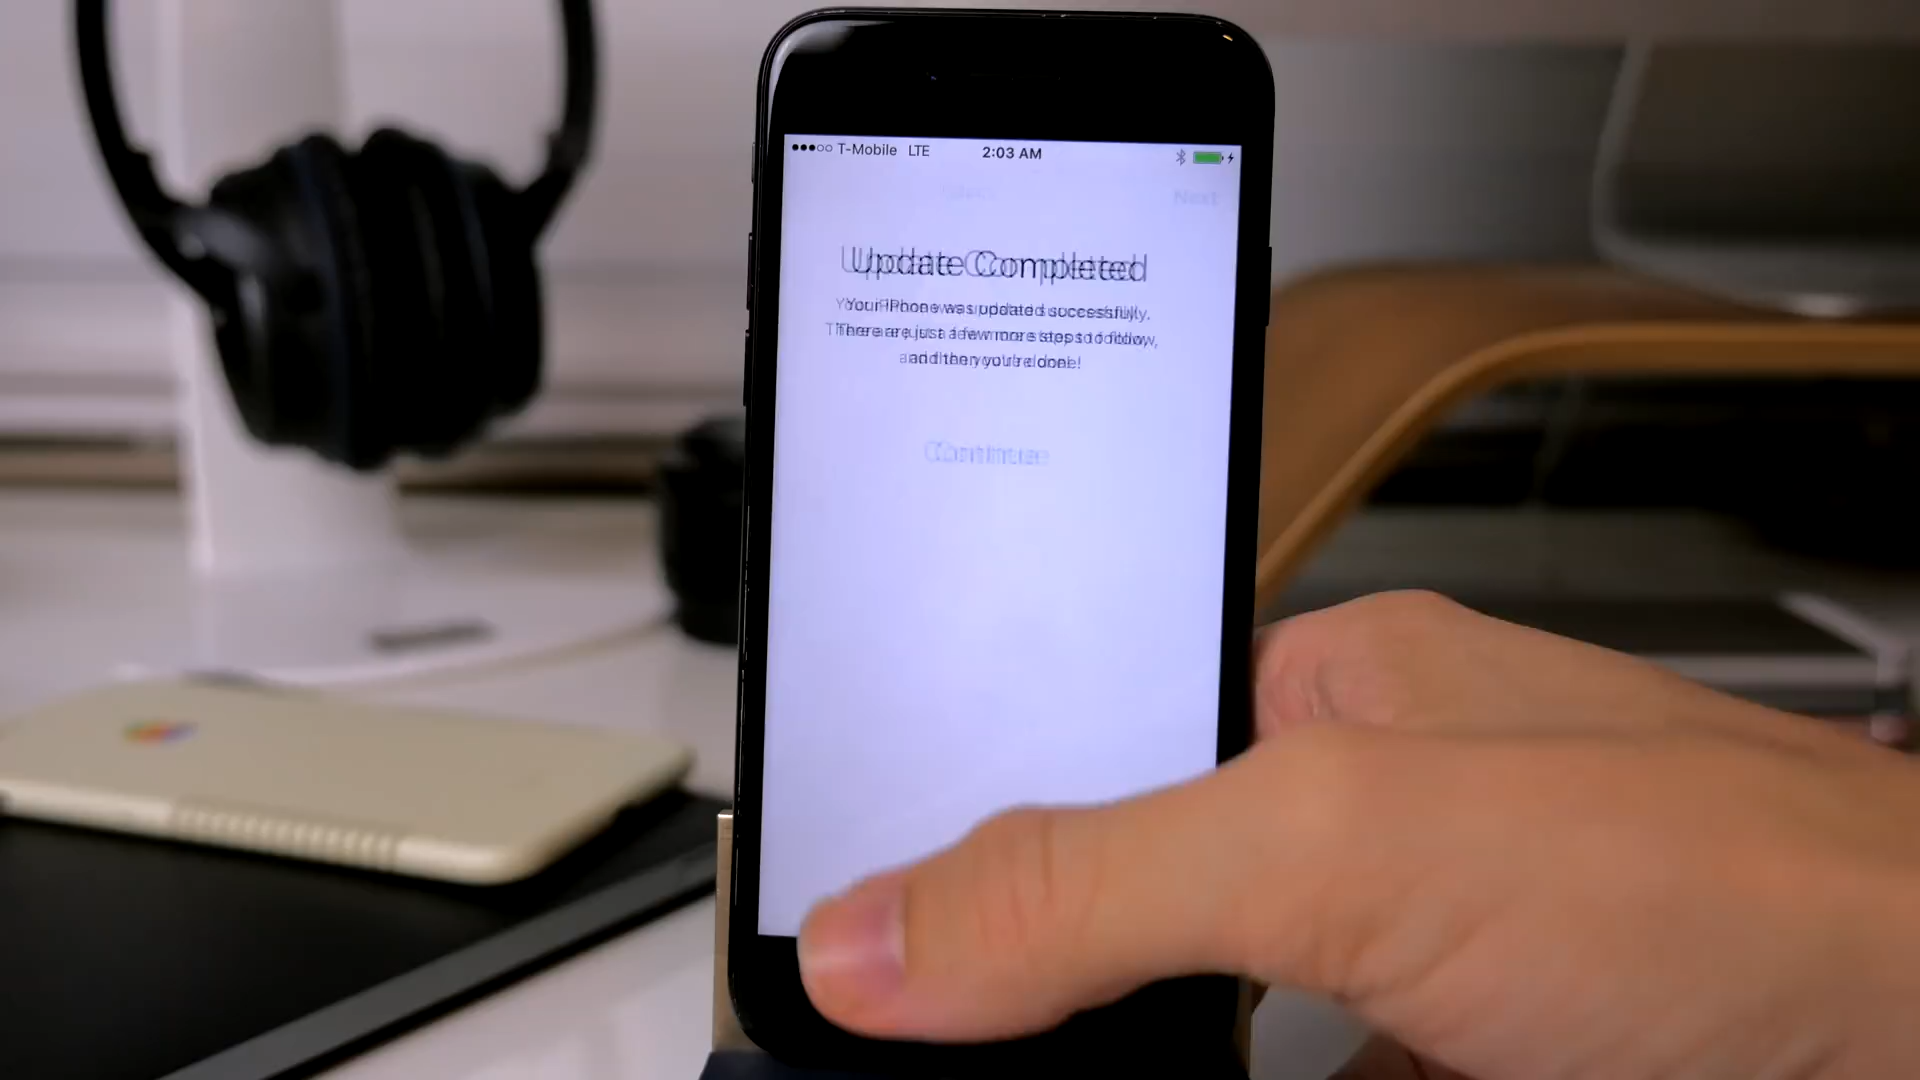 T-Mobile LTE 2:03 AM
Next
Update Completed
Your iPhone was updated successfully.
There are just a few more steps to follow,
and then you're done!
Continue